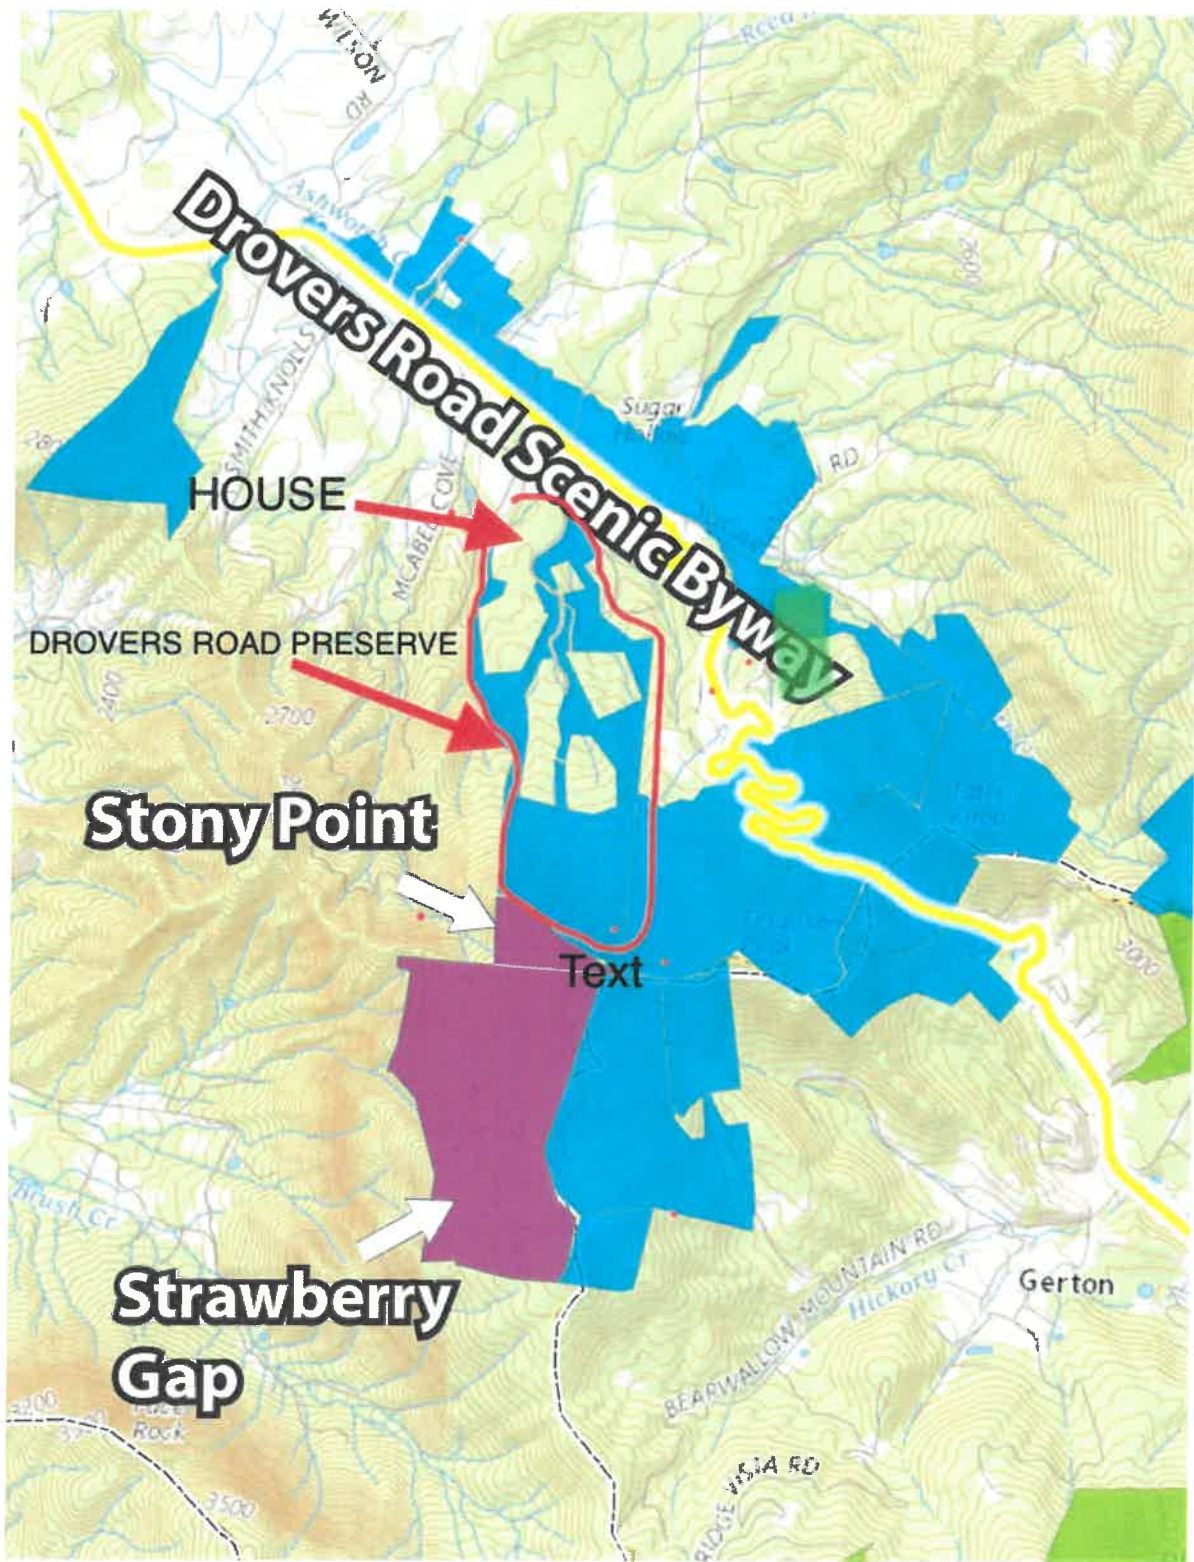 WILSON
RD
Ashworth
Drovers Road Scenic Byway
2600
Sugar
Hollow
RD
SMITH KNOLLS
HOUSE
MCABEE COVE
DROVERS ROAD PRESERVE
2400
2700
Stony Point
Text
3000
Brush Cr
BEARWALLOW MOUNTAIN RD
Hickory Cr
Gerton
Strawberry
Gap
3200
Rock
3500
RIDGE VISTA RD